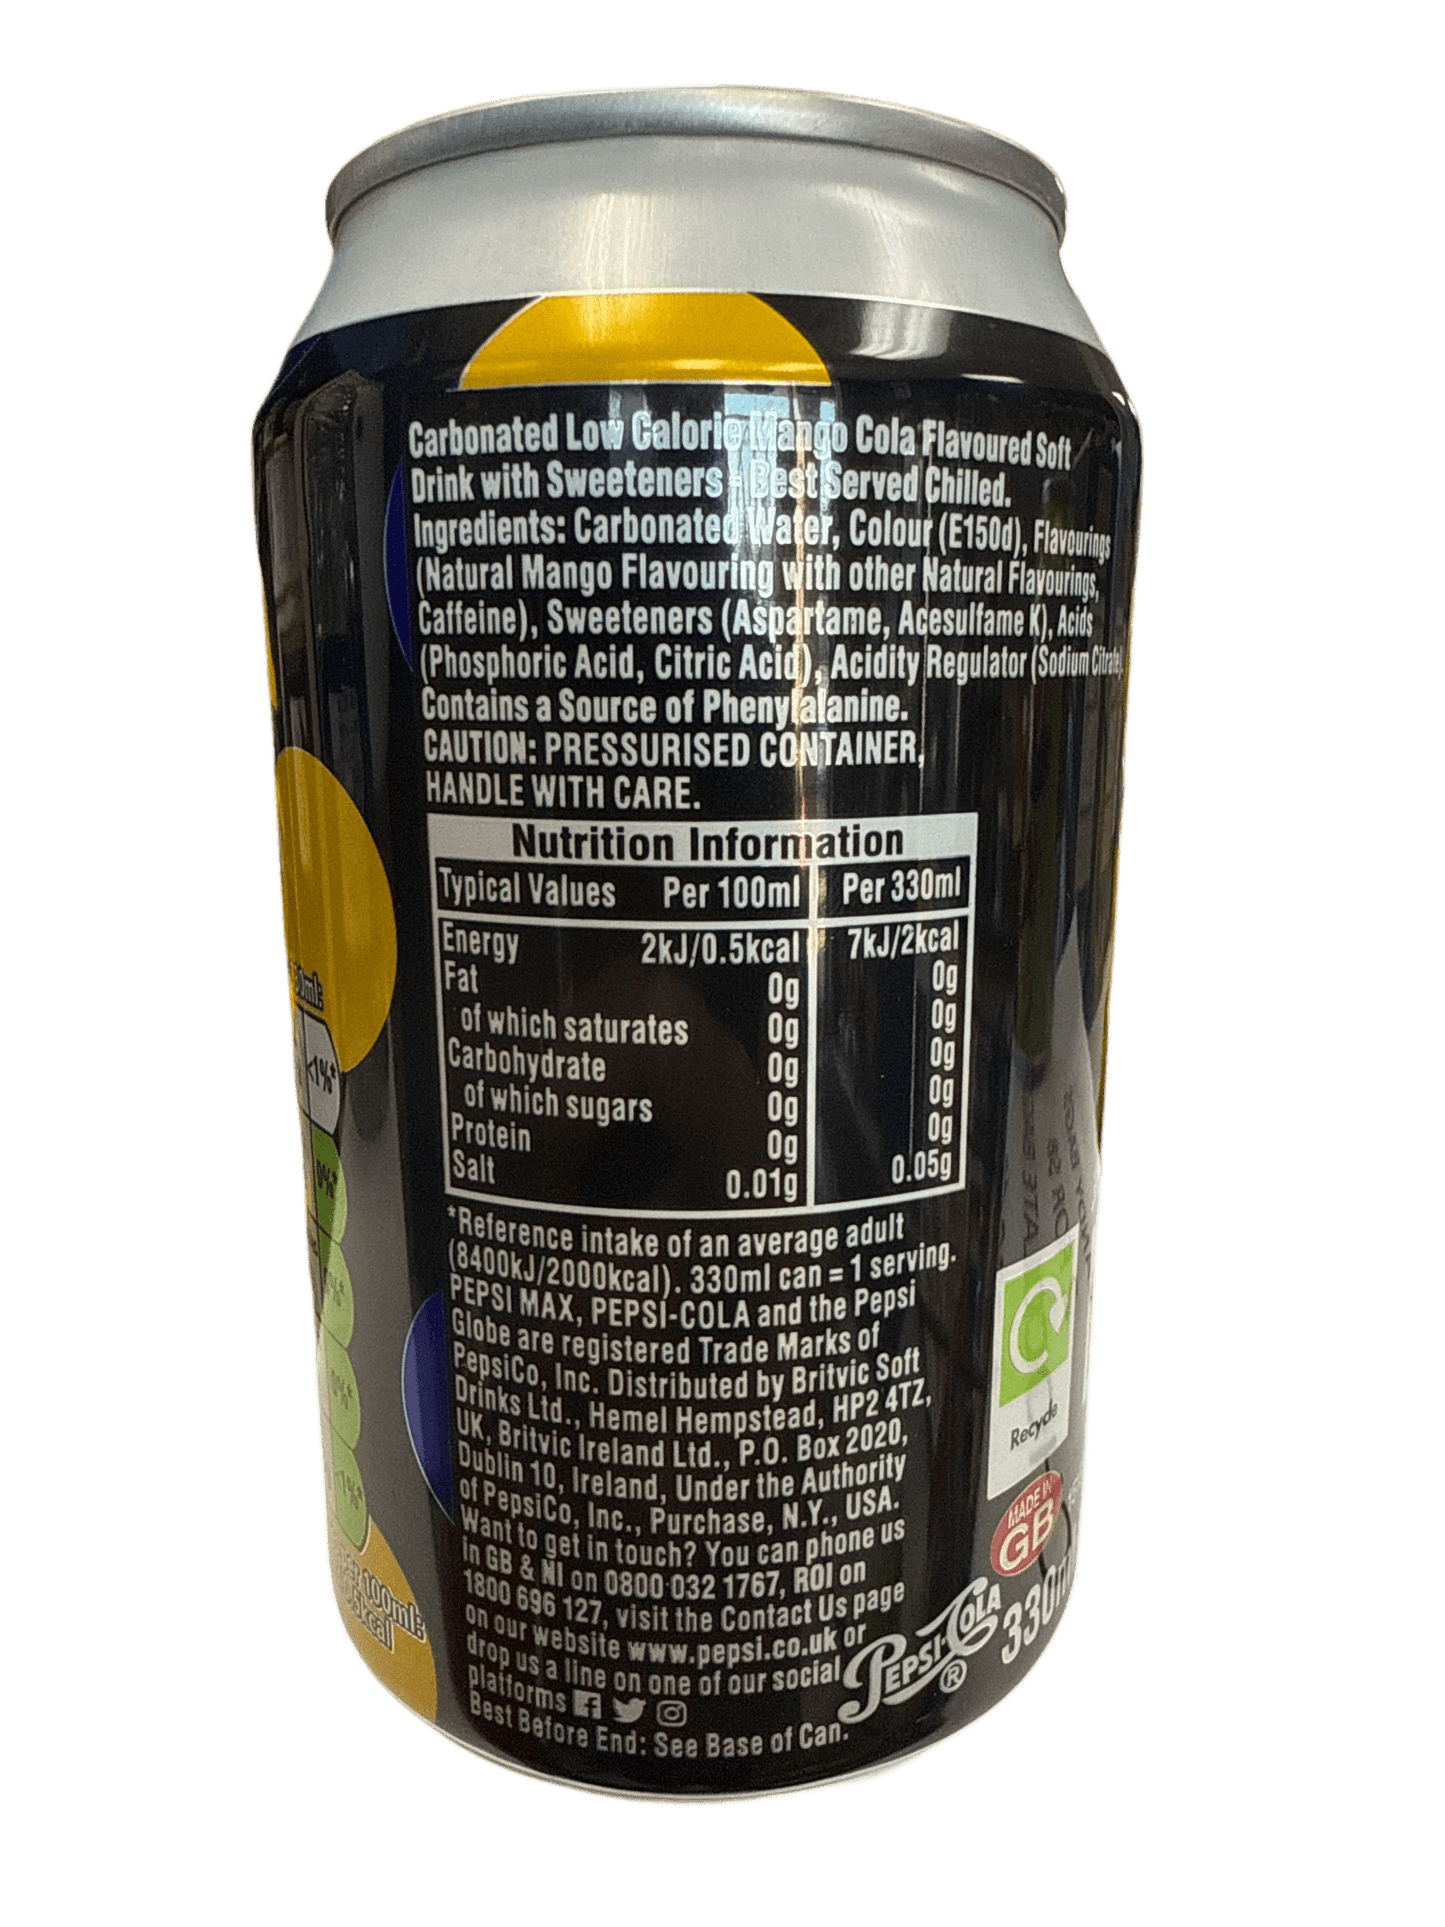 Carbonated Low Calorie Mango Cola Flavoured Soft
Drink with Sweeteners - Best Served Chilled.
Ingredients: Carbonated Water, Colour (E150d), Flavourings
(Natural Mango Flavouring with other Natural Flavourings,
Caffeine), Sweeteners (Aspartame, Acesulfame K), Acids
(Phosphoric Acid, Citric Acid), Acidity Regulator (Sodium Citrate).
Contains a Source of Phenylalanine.
CAUTION: PRESSURISED CONTAINER,
HANDLE WITH CARE.
Nutrition Information
Typical Values Per 100ml Per 330ml
Energy 2kJ/0.5kcal 7kJ/2kcal
Fat 0g 0g
of which saturates 0g 0g
Carbohydrate 0g 0g
of which sugars 0g 0g
Protein 0g 0g
Salt 0.01g 0.05g
*Reference intake of an average adult
(8400kJ/2000kcal). 330ml can = 1 serving.
PEPSI MAX, PEPSI-COLA and the Pepsi
Globe are registered Trade Marks of
PepsiCo, Inc. Distributed by Britvic Soft
Drinks Ltd., Hemel Hempstead, HP2 4TZ,
UK, Britvic Ireland Ltd., P.O. Box 2020,
Dublin 10, Ireland, Under the Authority
of PepsiCo, Inc., Purchase, N.Y., USA.
Want to get in touch? You can phone us
in GB & NI on 0800 032 1767, ROI on
1800 696 127, visit the Contact Us page
on our website www.pepsi.co.uk or
drop us a line on one of our social
platforms
Best Before End: See Base of Can.
PEPSI-COLA
®
Recycle
MADE IN
GB
<1%*
0%*
0%*
<1%*
100ml: